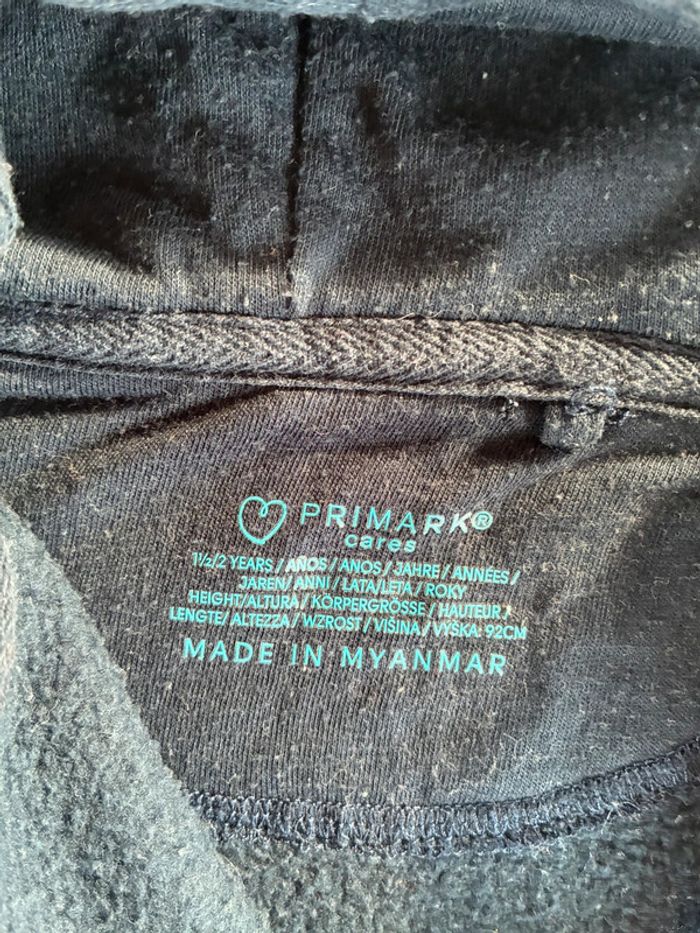 PRIMARK®
cares
1½/2 YEARS / AÑOS / ANOS / JAHRE / ANNÉES /
JAREN/ ANNI / LATA/LETA / ROKY
HEIGHT/ALTURA / KÖRPERGRÖSSE / HAUTEUR /
LENGTE/ ALTEZZA / WZROST / VIŠINA / VÝŠKA: 92CM
MADE IN MYANMAR